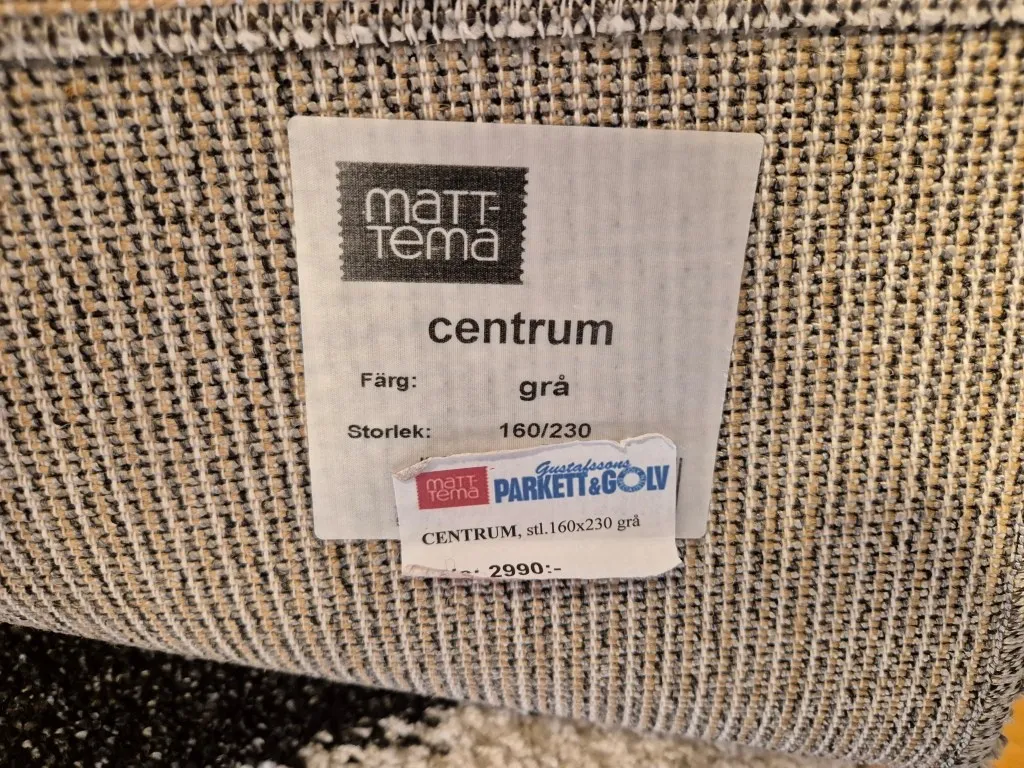 matt-
tema
centrum
Färg: grå
Storlek: 160/230
matt-
tema
Gustafssons
PARKETT&GOLV
CENTRUM, stl.160x230 grå
2990:-